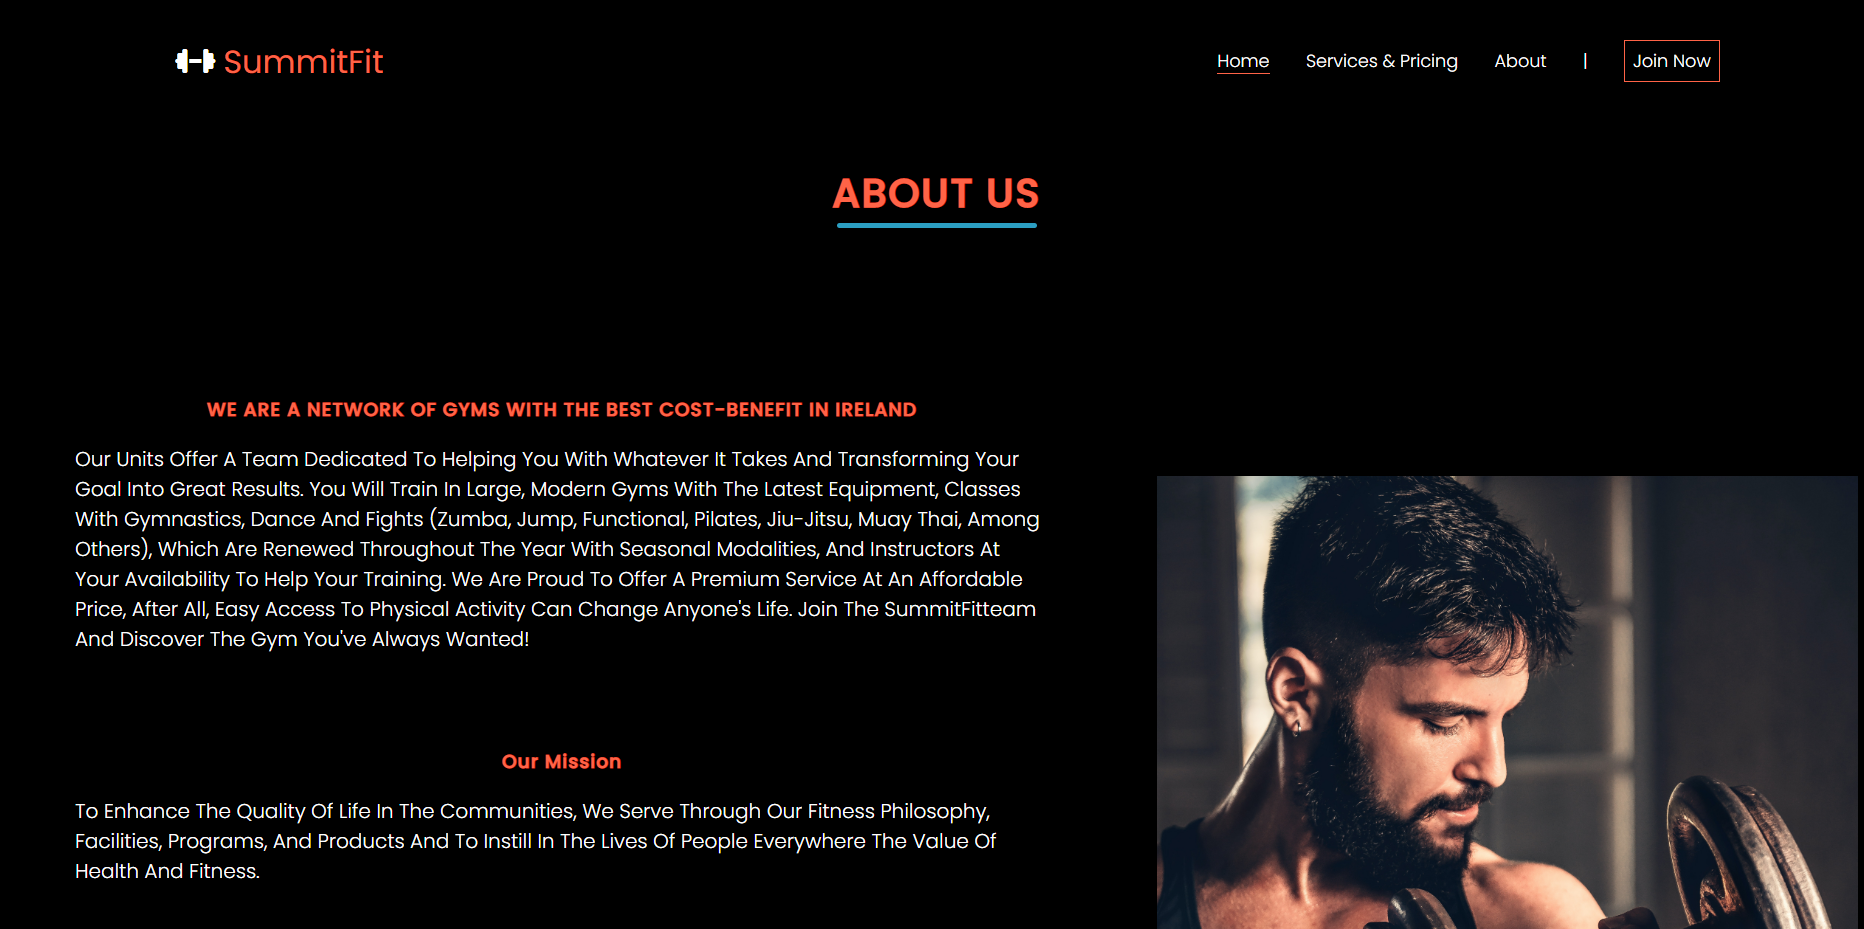 SummitFit
Home Services & Pricing About | Join Now
ABOUT US
WE ARE A NETWORK OF GYMS WITH THE BEST COST-BENEFIT IN IRELAND
Our Units Offer A Team Dedicated To Helping You With Whatever It Takes And Transforming Your
Goal Into Great Results. You Will Train In Large, Modern Gyms With The Latest Equipment, Classes
With Gymnastics, Dance And Fights (Zumba, Jump, Functional, Pilates, Jiu-Jitsu, Muay Thai, Among
Others), Which Are Renewed Throughout The Year With Seasonal Modalities, And Instructors At
Your Availability To Help Your Training. We Are Proud To Offer A Premium Service At An Affordable
Price, After All, Easy Access To Physical Activity Can Change Anyone's Life. Join The SummitFitteam
And Discover The Gym You've Always Wanted!
Our Mission
To Enhance The Quality Of Life In The Communities, We Serve Through Our Fitness Philosophy,
Facilities, Programs, And Products And To Instill In The Lives Of People Everywhere The Value Of
Health And Fitness.